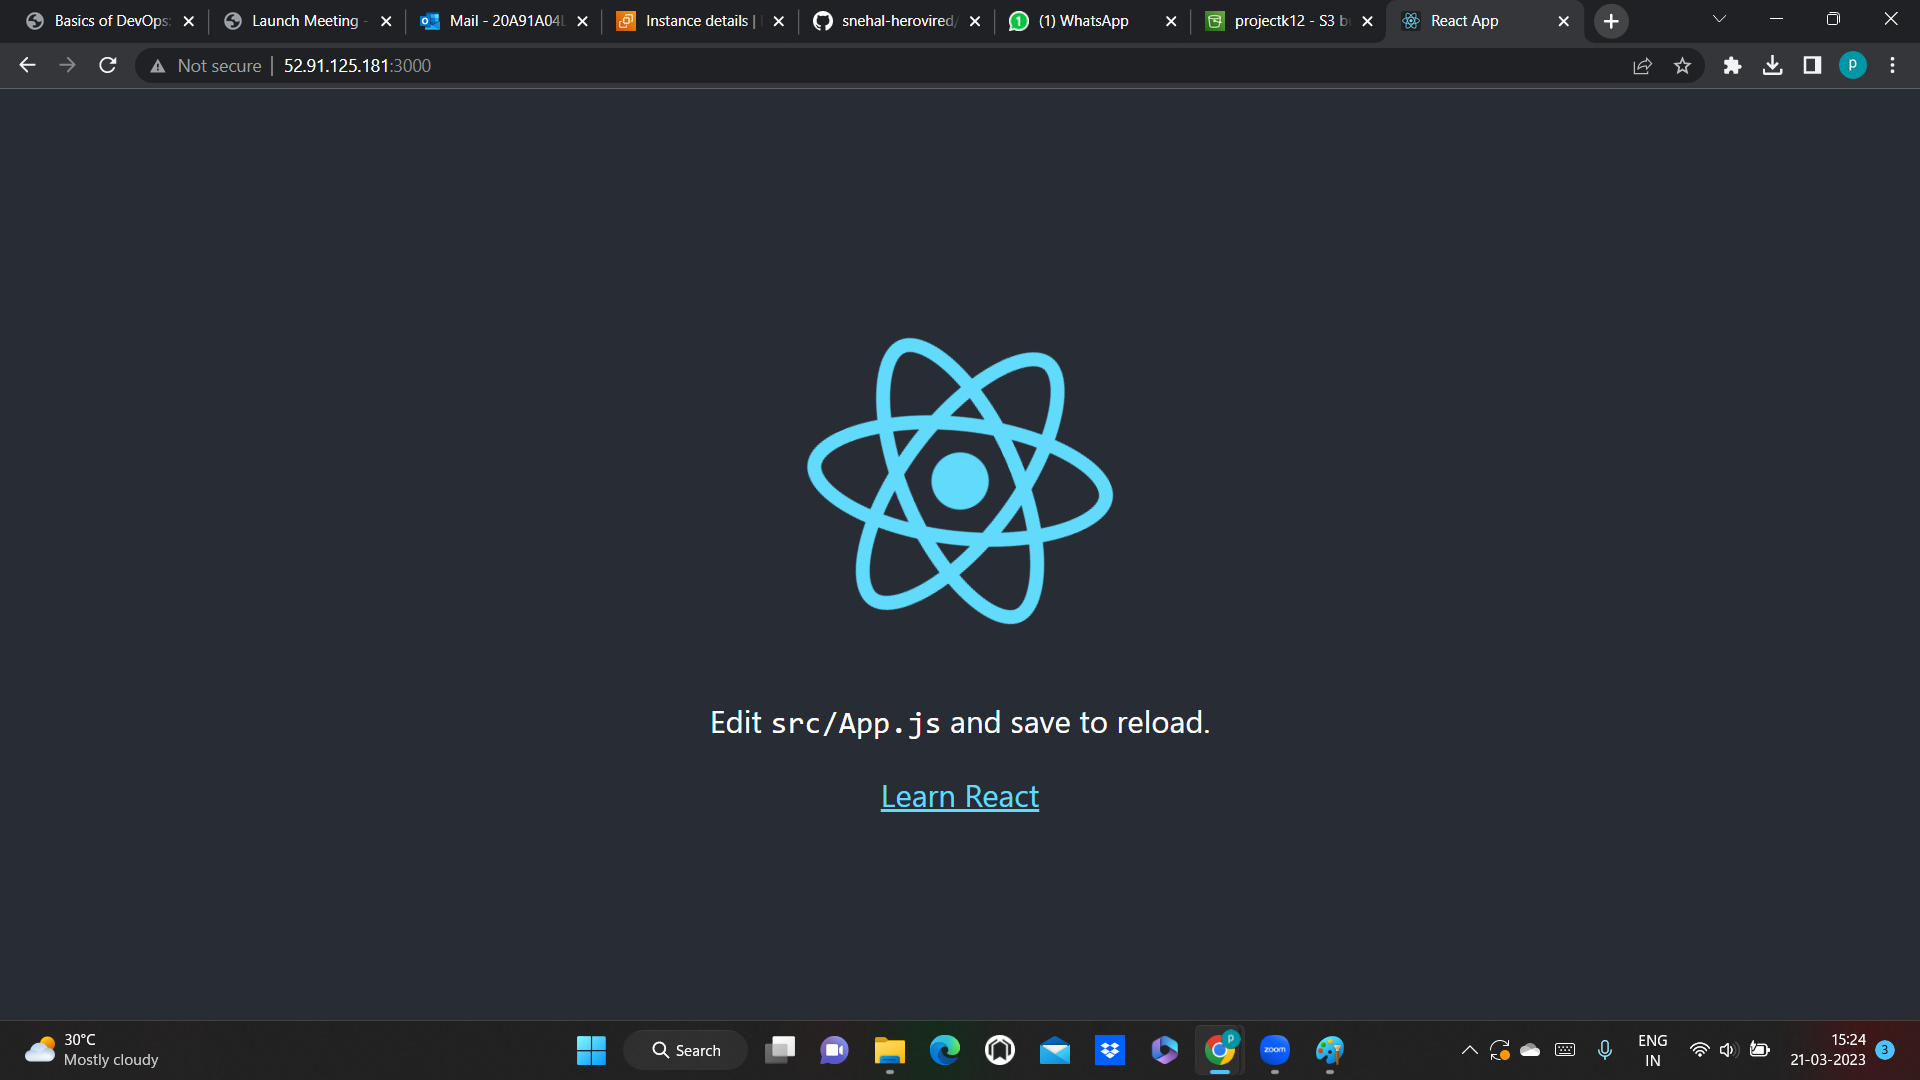 Basics of DevOps:
Launch Meeting -
Mail - 20A91A04L
Instance details |
snehal-herovired/
(1) WhatsApp
projectk12 - S3 b
React App
Not secure | 52.91.125.181:3000
P
Edit src/App.js and save to reload.
Learn React
30°C
Mostly cloudy
Search
P
zoom
ENG
IN
15:24
21-03-2023
3